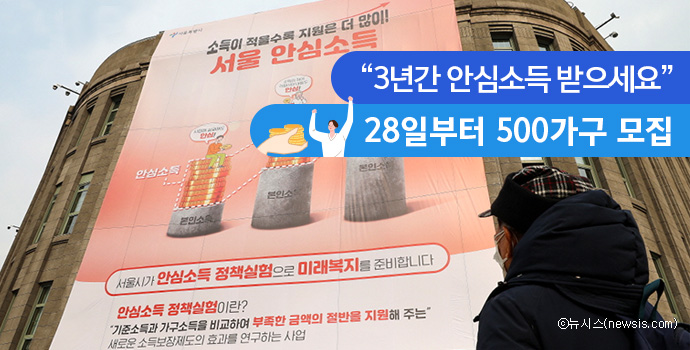 서울특별시
소득이 적을수록 지원은 더 많이!
서울 안심소득
“3년간 안심소득 받으세요”
28일부터 500가구 모집
안심소득
본인소득
본인소득
본인소득
서울시가 안심소득 정책실험으로 미래복지를 준비합니다
안심소득 정책실험이란?
“기준소득과 가구소득을 비교하여 부족한 금액의 절반을 지원해 주는”
새로운 소득보장제도의 효과를 연구하는 사업
ⓒ뉴시스(newsis.com)